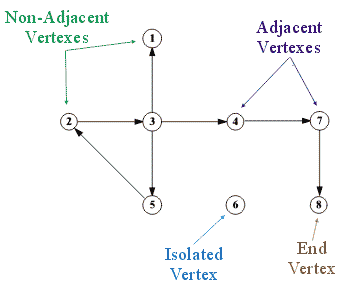 Non-Adjacent
Vertexes
Adjacent
Vertexes
1
2
3
4
7
5
6
8
Isolated
Vertex
End
Vertex